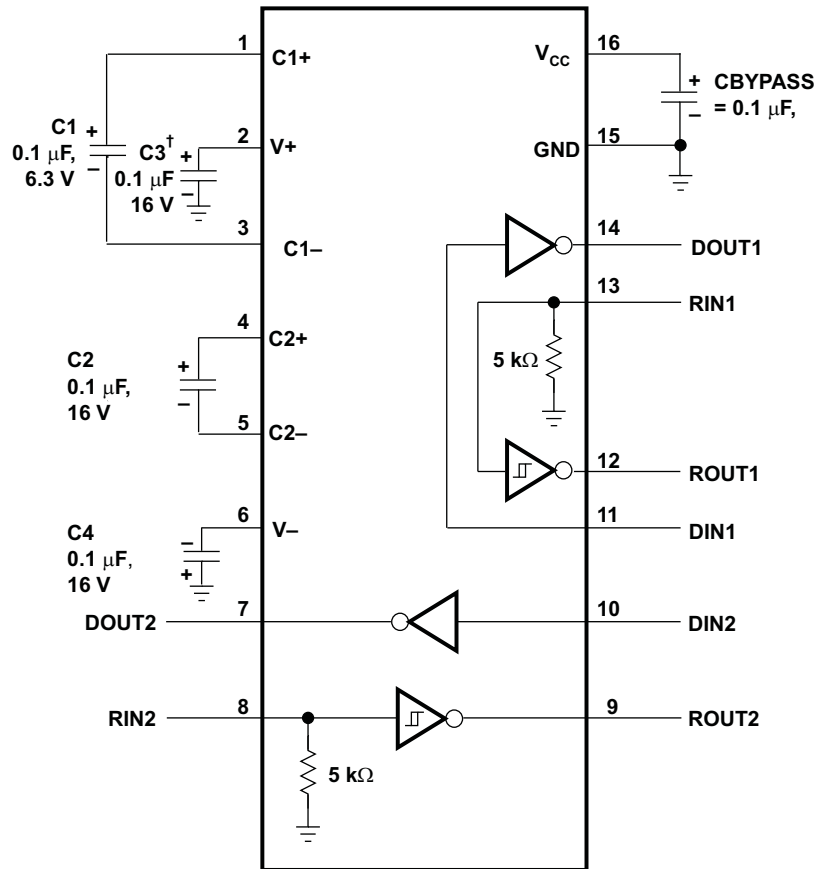 1
C1+
VCC
16
CBYPASS
= 0.1 µF,
C1
0.1 µF,
6.3 V
+
–
2
V+
C3†
0.1 µF
16 V
+
–
+
–
15
GND
3
C1–
14
DOUT1
13
RIN1
5 kΩ
4
C2+
C2
0.1 µF,
16 V
+
–
5
C2–
12
ROUT1
6
V–
11
DIN1
C4
0.1 µF,
16 V
–
+
DOUT2
7
10
DIN2
RIN2
8
9
ROUT2
5 kΩ